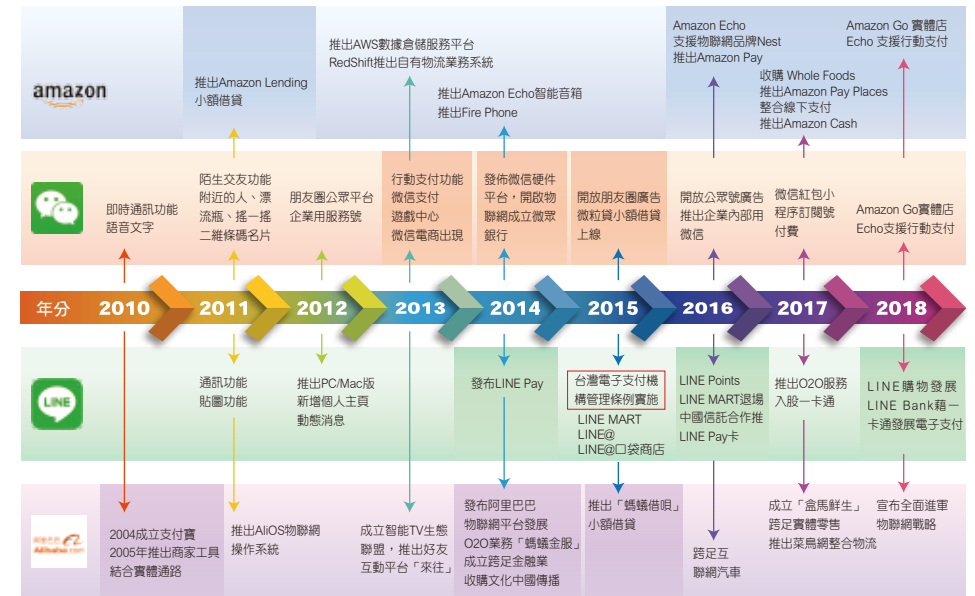 amazon
推出Amazon Lending
小額借貸
推出AWS數據倉儲服務平台
RedShift推出自有物流業務系統
推出Amazon Echo智能音箱
推出Fire Phone
Amazon Echo
支援物聯網品牌Nest
推出Amazon Pay
收購 Whole Foods
推出Amazon Pay Places
整合線下支付
推出Amazon Cash
Amazon Go 實體店
Echo 支援行動支付
即時通訊功能
語音文字
陌生交友功能
附近的人、漂
流瓶、搖一搖
二維條碼名片
朋友圈公眾平台
企業用服務號
行動支付功能
微信支付
遊戲中心
微信電商出現
發布微信硬件
平台，開啟物
聯網成立微眾
銀行
開放朋友圈廣告
微粒貸小額借貸
上線
開放公眾號廣告
推出企業內部用
微信
微信紅包小
程序訂閱號
付費
Amazon Go實體店
Echo支援行動支付
年分
2010
2011
2012
2013
2014
2015
2016
2017
2018
LINE
通訊功能
貼圖功能
推出PC/Mac版
新增個人主頁
動態消息
發布LINE Pay
台灣電子支付機
構管理條例實施
LINE MART
LINE@
LINE@口袋商店
LINE Points
LINE MART退場
中國信託合作推
LINE Pay卡
推出O2O服務
入股一卡通
LINE購物發展
LINE Bank藉一
卡通發展電子支付
阿里巴巴
Alibaba.com
2004成立支付寶
2005年推出商家工具
結合實體通路
推出AliOS物聯網
操作系統
成立智能TV生態
聯盟，推出好友
互動平台「來往」
發布阿里巴巴
物聯網平台發展
O2O業務「螞蟻金服」
成立跨足金融業
收購文化中國傳播
推出「螞蟻借唄」
小額借貸
跨足互
聯網汽車
成立「盒馬鮮生」
跨足實體零售
推出菜鳥網整合物流
宣布全面進軍
物聯網戰略